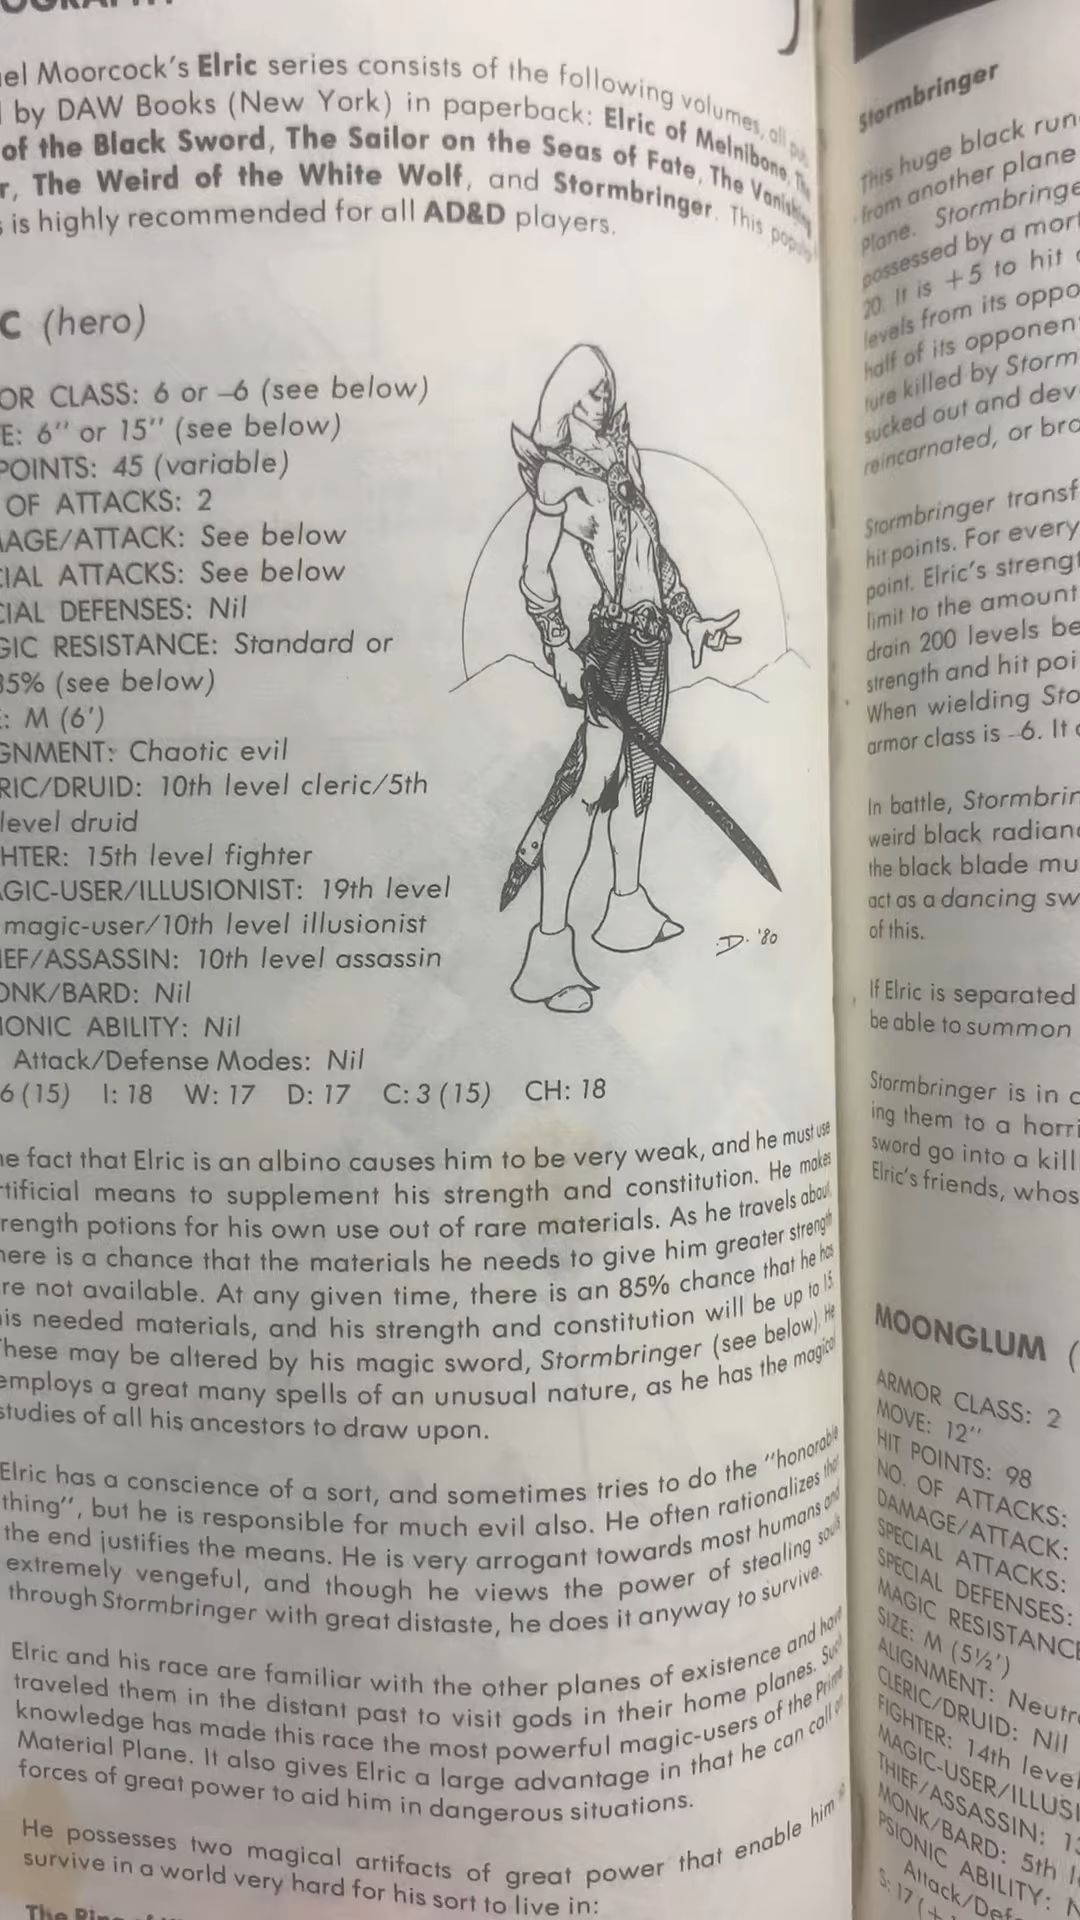 el Moorcock's Elric series consists of the following volumes, all
by DAW Books (New York) in paperback: Elric of Melnibone, The
of the Black Sword, The Sailor on the Seas of Fate, The Vanishing
r, The Weird of the White Wolf, and Stormbringer. This
is highly recommended for all AD&D players.
C (hero)
OR CLASS: 6 or –6 (see below)
E: 6" or 15" (see below)
POINTS: 45 (variable)
OF ATTACKS: 2
AGE/ATTACK: See below
CIAL ATTACKS: See below
CIAL DEFENSES: Nil
GIC RESISTANCE: Standard or
85% (see below)
: M (6')
GNMENT: Chaotic evil
RIC/DRUID: 10th level cleric/5th
level druid
HTER: 15th level fighter
AGIC-USER/ILLUSIONIST: 19th level
magic-user/10th level illusionist
IEF/ASSASSIN: 10th level assassin
ONK/BARD: Nil
IONIC ABILITY: Nil
Attack/Defense Modes: Nil
6 (15) I: 18 W: 17 D: 17 C: 3 (15) CH: 18
D. '80
he fact that Elric is an albino causes him to be very weak, and he must use
rtificial means to supplement his strength and constitution. He makes
rength potions for his own use out of rare materials. As he travels about,
here is a chance that the materials he needs to give him greater strength
re not available. At any given time, there is an 85% chance that he has
his needed materials, and his strength and constitution will be up to 15.
These may be altered by his magic sword, Stormbringer (see below). He
employs a great many spells of an unusual nature, as he has the magical
studies of all his ancestors to draw upon.
Elric has a conscience of a sort, and sometimes tries to do the "honorable
thing", but he is responsible for much evil also. He often rationalizes that
the end justifies the means. He is very arrogant towards most humans and
extremely vengeful, and though he views the power of stealing souls
through Stormbringer with great distaste, he does it anyway to survive.
Elric and his race are familiar with the other planes of existence and have
traveled them in the distant past to visit gods in their home planes. Such
knowledge has made this race the most powerful magic-users of the Prime
Material Plane. It also gives Elric a large advantage in that he can call on
forces of great power to aid him in dangerous situations.
He possesses two magical artifacts of great power that enable him
survive in a world very hard for his sort to live in:
The
Stormbringer
This huge black run
from another plane
Plane. Stormbringe
possessed by a mor
20. It is +5 to hit
levels from its oppo
half of its opponen
ture killed by Storm
sucked out and dev
reincarnated, or bro
Stormbringer transf
hit points. For every
point. Elric's strengt
limit to the amount
drain 200 levels be
strength and hit poi
When wielding Sto
armor class is –6. It
In battle, Stormbrin
weird black radianc
the black blade mu
act as a dancing sw
of this.
If Elric is separated
be able to summon
Stormbringer is in
ing them to a horri
sword go into a kill
Elric's friends, whos
MOONGLUM (
ARMOR CLASS: 2
MOVE: 12"
HIT POINTS: 98
NO. OF ATTACKS:
DAMAGE/ATTACK:
SPECIAL ATTACKS:
SPECIAL DEFENSES:
MAGIC RESISTANCE
SIZE: M (5½')
ALIGNMENT: Neutr
CLERIC/DRUID: Nil
FIGHTER: 14th level
MAGIC-USER/ILLUSI
THIEF/ASSASSIN: 1
MONK/BARD: 5th l
PSIONIC ABILITY: N
Attack/Def
S: 17 (+